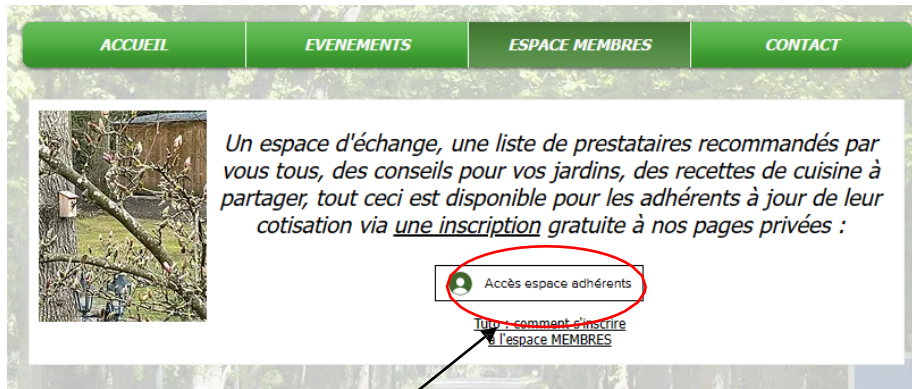 ACCUEIL EVENEMENTS ESPACE MEMBRES CONTACT
Un espace d'échange, une liste de prestataires recommandés par
vous tous, des conseils pour vos jardins, des recettes de cuisine à
partager, tout ceci est disponible pour les adhérents à jour de leur
cotisation via une inscription gratuite à nos pages privées :
Accès espace adhérents
Tuto : comment s'inscrire
à l'espace MEMBRES